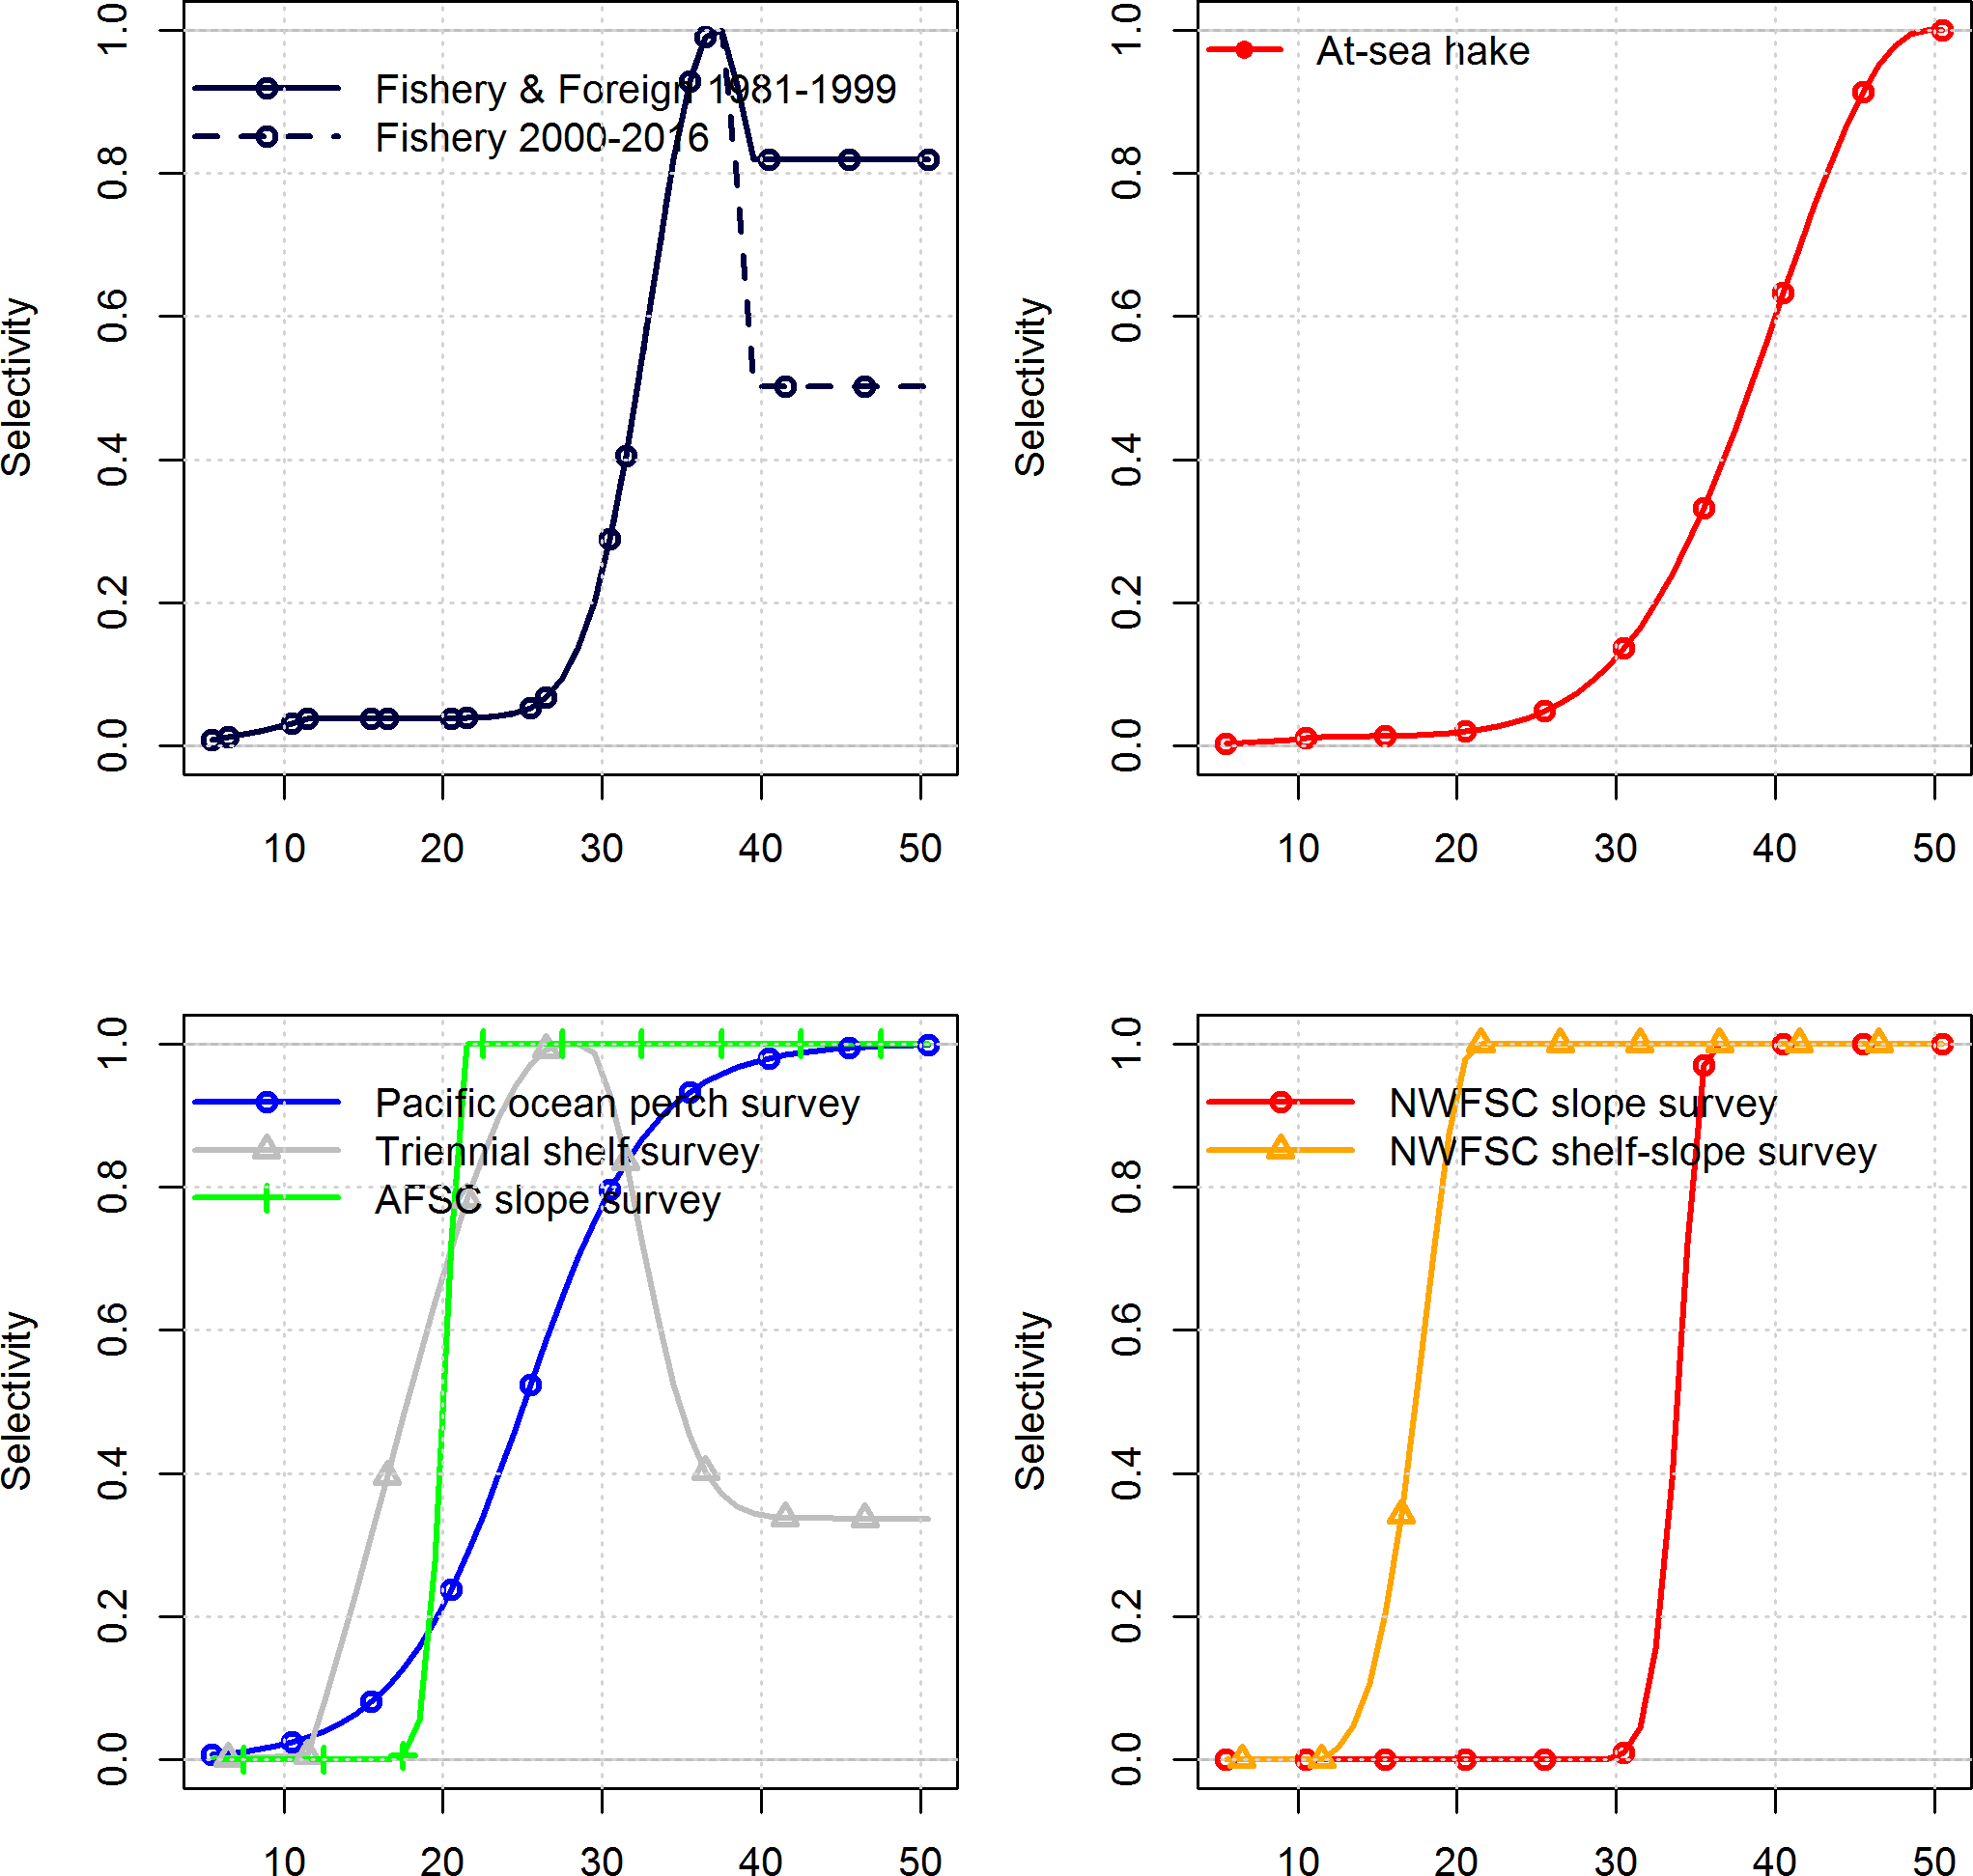 Selectivity
0.0 0.2 0.4 0.6 0.8 1.0
Fishery & Foreign 1981-1999
Fishery 2000-2016
10 20 30 40 50
Selectivity
0.0 0.2 0.4 0.6 0.8 1.0
At-sea hake
10 20 30 40 50
Selectivity
0.0 0.2 0.4 0.6 0.8 1.0
Pacific ocean perch survey
Triennial shelf survey
AFSC slope survey
10 20 30 40 50
Selectivity
0.0 0.2 0.4 0.6 0.8 1.0
NWFSC slope survey
NWFSC shelf-slope survey
10 20 30 40 50